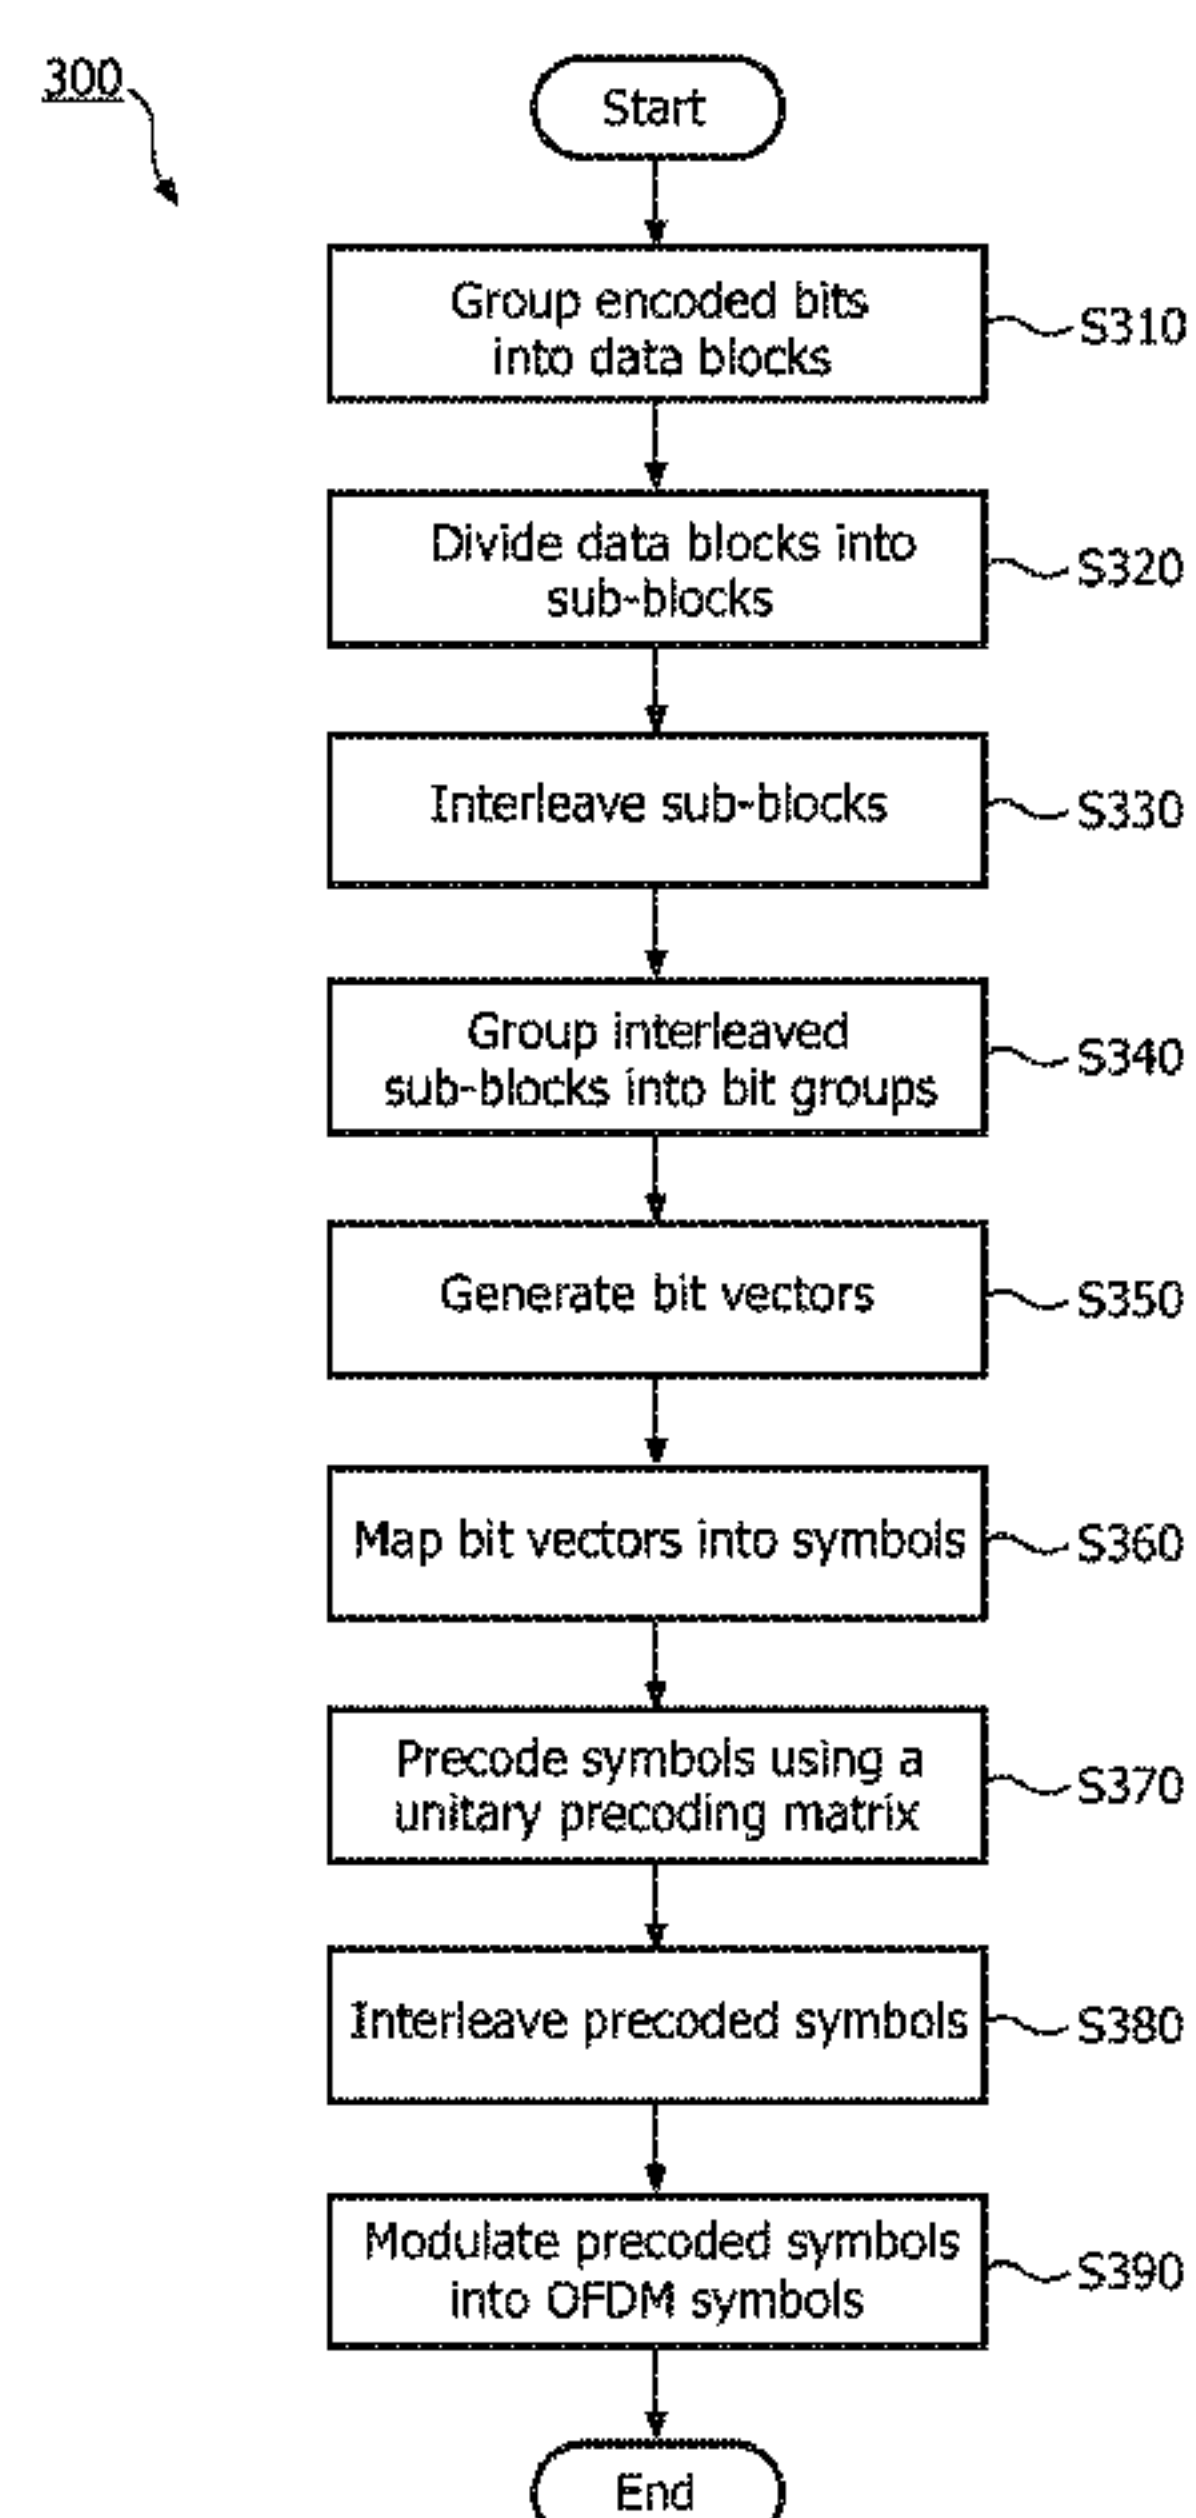 300
Start
Group encoded bits
into data blocks
S310
Divide data blocks into
sub-blocks
S320
Interleave sub-blocks
S330
Group interleaved
sub-blocks into bit groups
S340
Generate bit vectors
S350
Map bit vectors into symbols
S360
Precode symbols using a
unitary precoding matrix
S370
Interleave precoded symbols
S380
Modulate precoded symbols
into OFDM symbols
S390
End